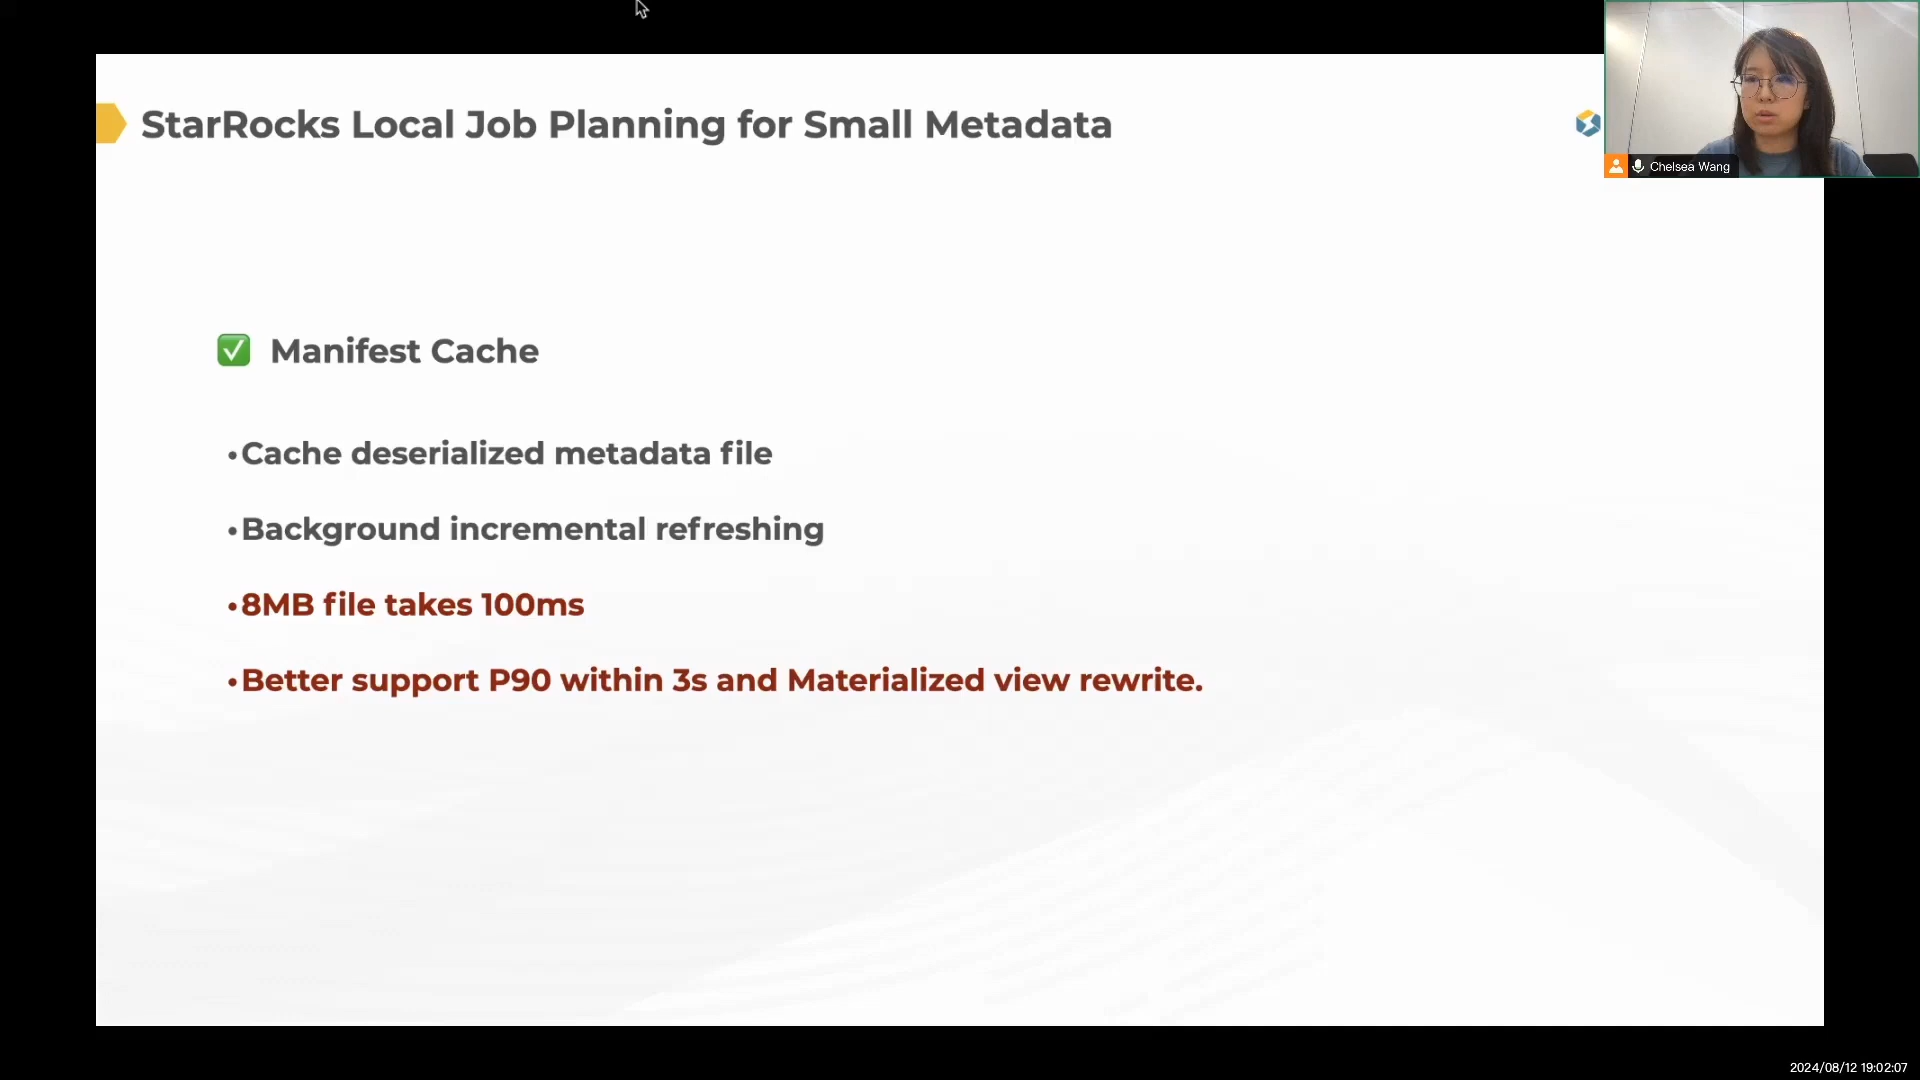 StarRocks Local Job Planning for Small Metadata
Chelsea Wang
✅ Manifest Cache
•Cache deserialized metadata file
•Background incremental refreshing
•8MB file takes 100ms
•Better support P90 within 3s and Materialized view rewrite.
2024/08/12 19:02:07